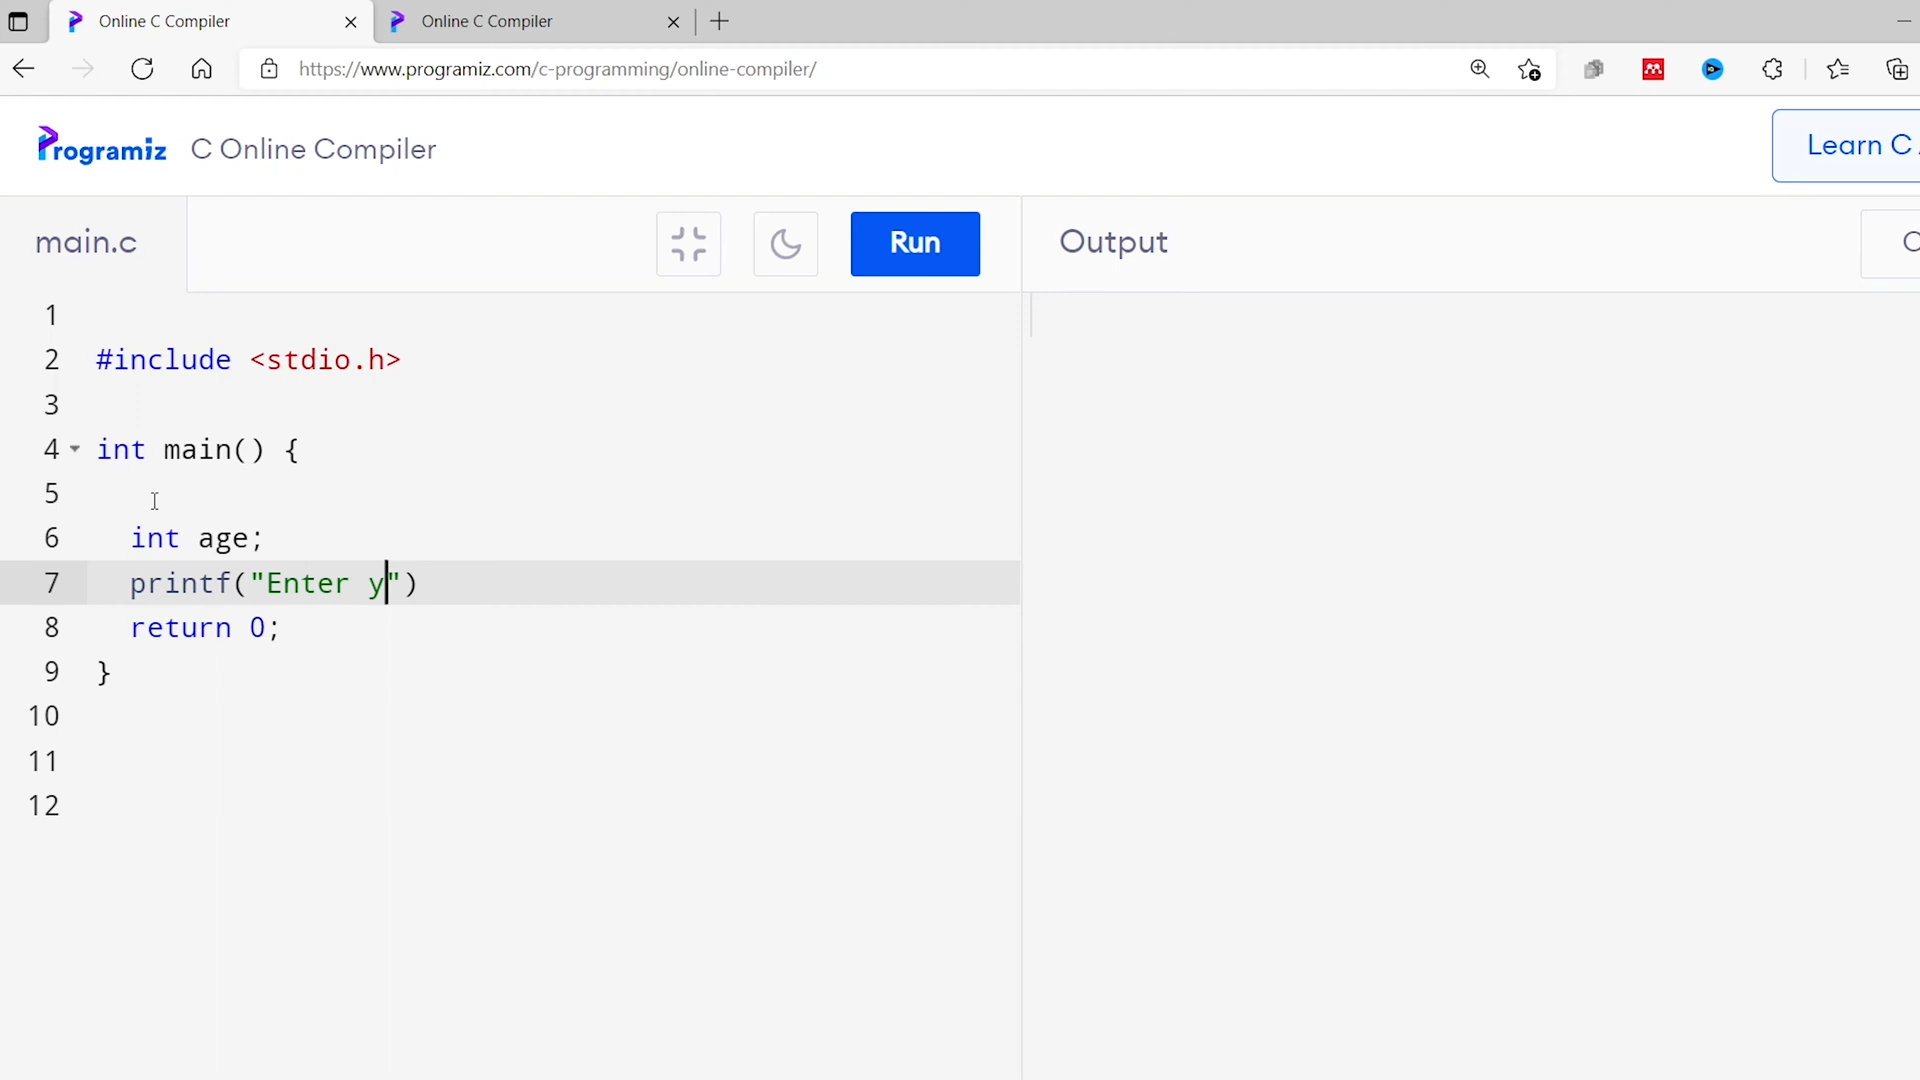 Online C Compiler
Online C Compiler
https://www.programiz.com/c-programming/online-compiler/
Programiz C Online Compiler
Learn C
main.c
Run
Output
1
2 #include <stdio.h>
3
4 int main() {
5
6 int age;
7 printf("Enter y")
8 return 0;
9 }
10
11
12